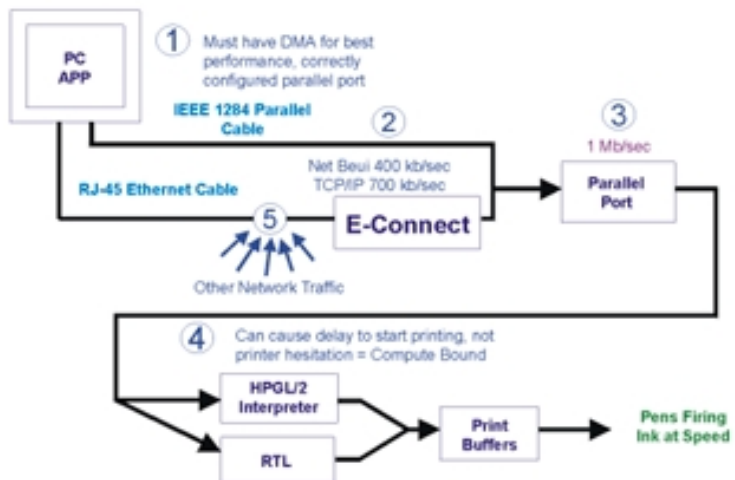 PC
APP
1
Must have DMA for best
performance, correctly
configured parallel port
IEEE 1284 Parallel
Cable
2
3
1 Mb/sec
Net Beui 400 kb/sec
TCP/IP 700 kb/sec
Parallel
Port
RJ-45 Ethernet Cable
5
E-Connect
Other Network Traffic
4
Can cause delay to start printing, not
printer hesitation = Compute Bound
HPGL/2
Interpreter
RTL
Print
Buffers
Pens Firing
Ink at Speed